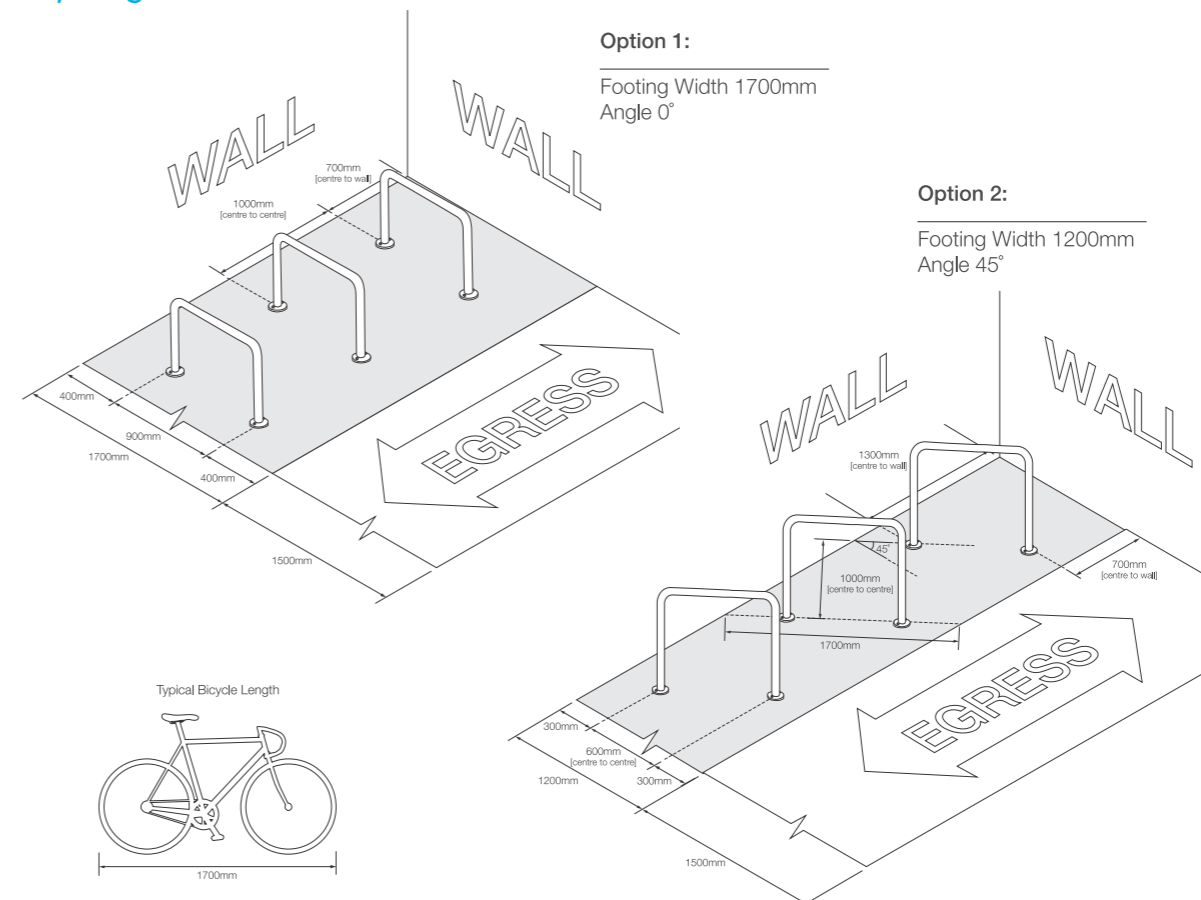 Option 1:
Footing Width 1700mm
Angle 0°
WALL
WALL
700mm
[centre to wall]
1000mm
[centre to centre]
400mm
900mm
1700mm
400mm
1500mm
EGRESS
Option 2:
Footing Width 1200mm
Angle 45°
WALL
WALL
1300mm
[centre to wall]
45°
1000mm
[centre to centre]
700mm
[centre to wall]
1700mm
300mm
600mm
[centre to centre]
1200mm
300mm
1500mm
EGRESS
Typical Bicycle Length
1700mm